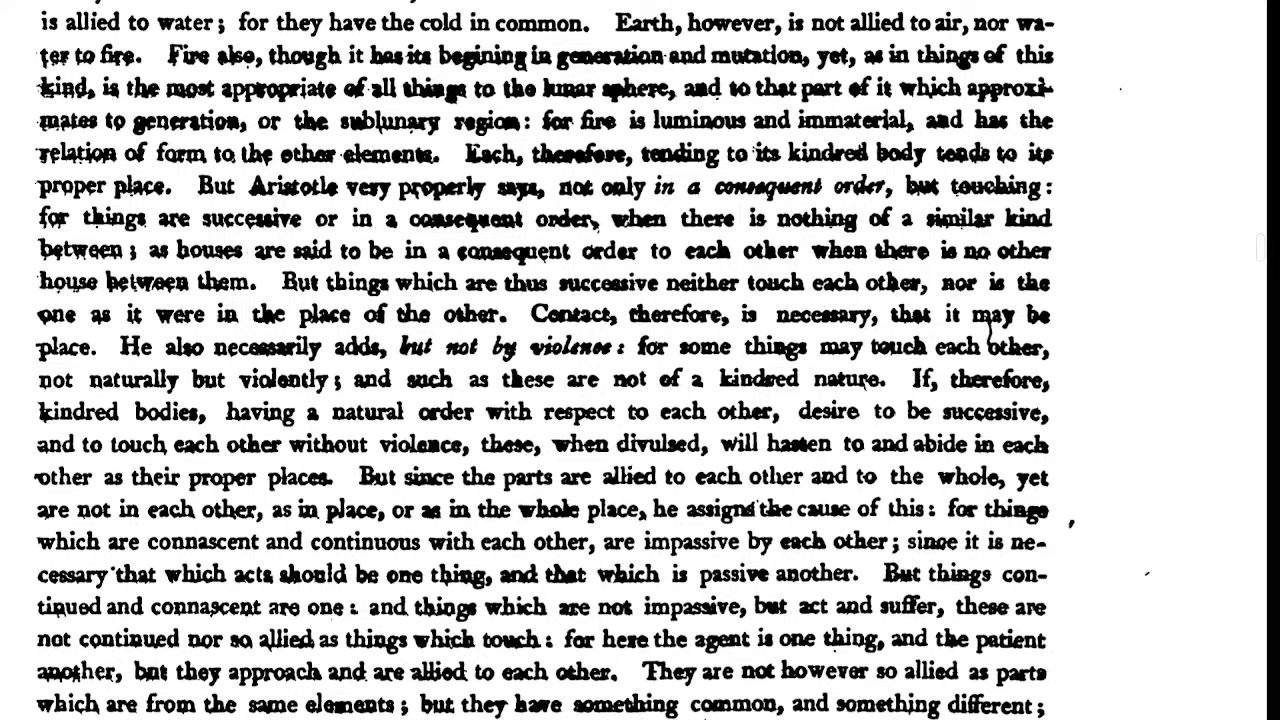 is allied to water; for they have the cold in common. Earth, however, is not allied to air, nor wa-
ter to fire. Fire also, though it has its begining in generation and mutation, yet, as in things of this
kind, is the most appropriate of all things to the lunar sphere, and to that part of it which approxi-
mates to generation, or the sublunary region: for fire is luminous and immaterial, and has the
relation of form to the other elements. Each, therefore, tending to its kindred body tends to its
proper place. But Aristotle very properly says, not only in a consequent order, but touching:
for things are successive or in a consequent order, when there is nothing of a similar kind
between; as houses are said to be in a consequent order to each other when there is no other
house between them. But things which are thus successive neither touch each other, nor is the
one as it were in the place of the other. Contact, therefore, is necessary, that it may be
place. He also necessarily adds, but not by violence: for some things may touch each other,
not naturally but violently; and such as these are not of a kindred nature. If, therefore,
kindred bodies, having a natural order with respect to each other, desire to be successive,
and to touch each other without violence, these, when divulsed, will hasten to and abide in each
other as their proper places. But since the parts are allied to each other and to the whole, yet
are not in each other, as in place, or as in the whole place, he assigns the cause of this: for things
which are connascent and continuous with each other, are impassive by each other; since it is ne-
cessary that which acts should be one thing, and that which is passive another. But things con-
tinued and connascent are one: and things which are not impassive, but act and suffer, these are
not continued nor so allied as things which touch: for here the agent is one thing, and the patient
another, but they approach and are allied to each other. They are not however so allied as parts
which are from the same elements; but they have something common, and something different;